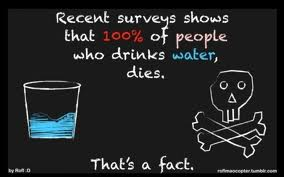 Recent surveys shows
that 100% of people
who drinks water,
dies.
That's a fact.
by Rofl :D
roflmaocopter.tumblr.com